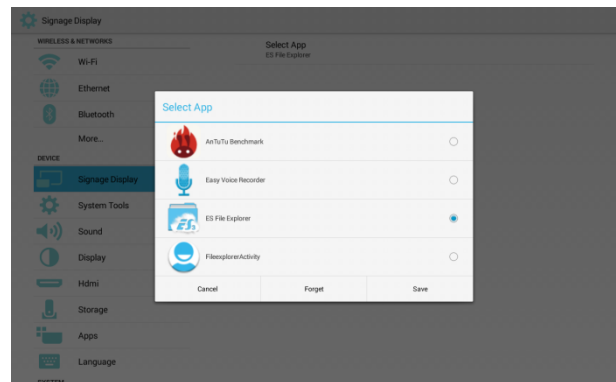 Signage Display
WIRELESS & NETWORKS
Wi-Fi
Ethernet
Bluetooth
More...
DEVICE
Signage Display
System Tools
Sound
Display
Hdmi
Storage
Apps
Language
SYSTEM
Select App
ES File Explorer
Select App
AnTuTu Benchmark
Easy Voice Recorder
ES File Explorer
FileexplorerActivity
Cancel
Forget
Save